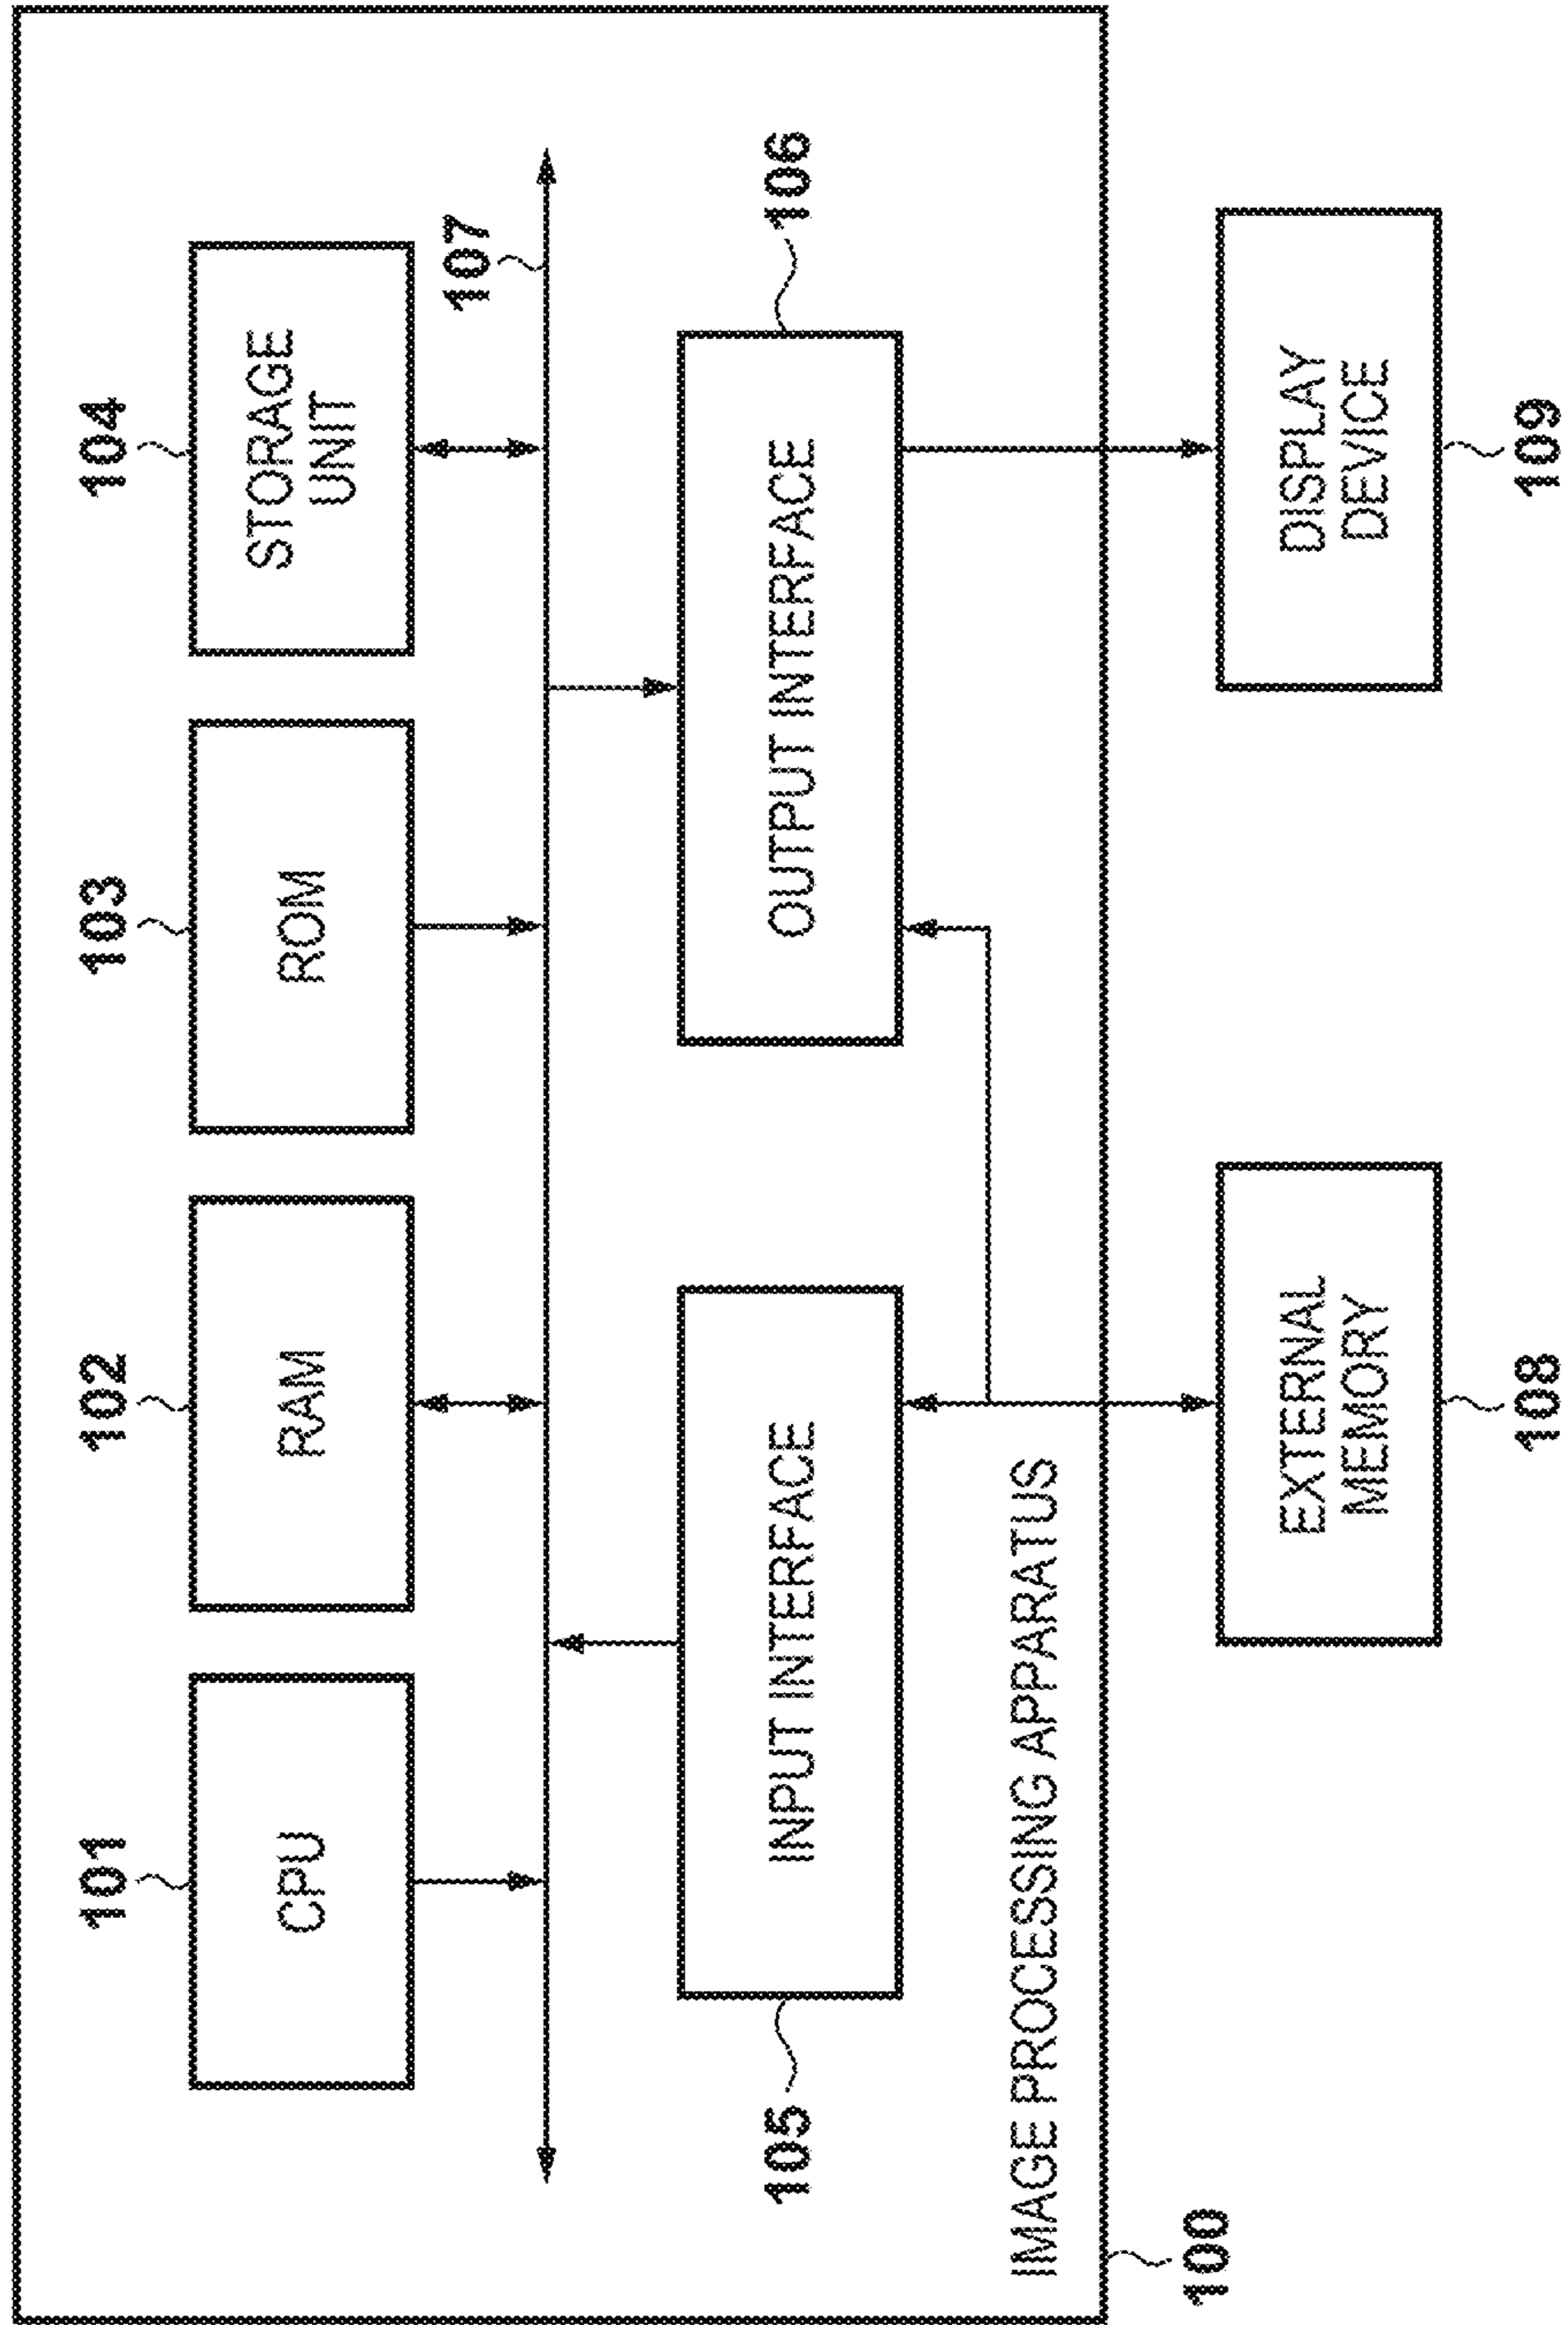 101
102
103
104
CPU
RAM
ROM
STORAGE
UNIT
107
105
INPUT INTERFACE
OUTPUT INTERFACE
106
IMAGE PROCESSING APPARATUS
100
EXTERNAL
MEMORY
DISPLAY
DEVICE
108
109